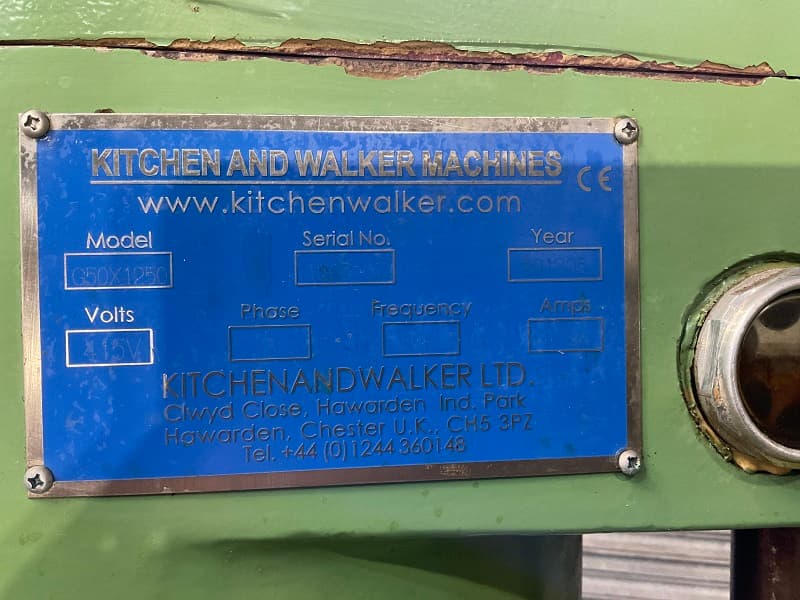 KITCHEN AND WALKER MACHINES
CE
www.kitchenwalker.com
Model Serial No. Year
G50X1250
Volts Phase Frequency Amps
415V
KITCHENANDWALKER LTD.
Clwyd Close, Hawarden Ind. Park
Hawarden, Chester U.K., CH5 3PZ
Tel. +44 (0)1244 360148